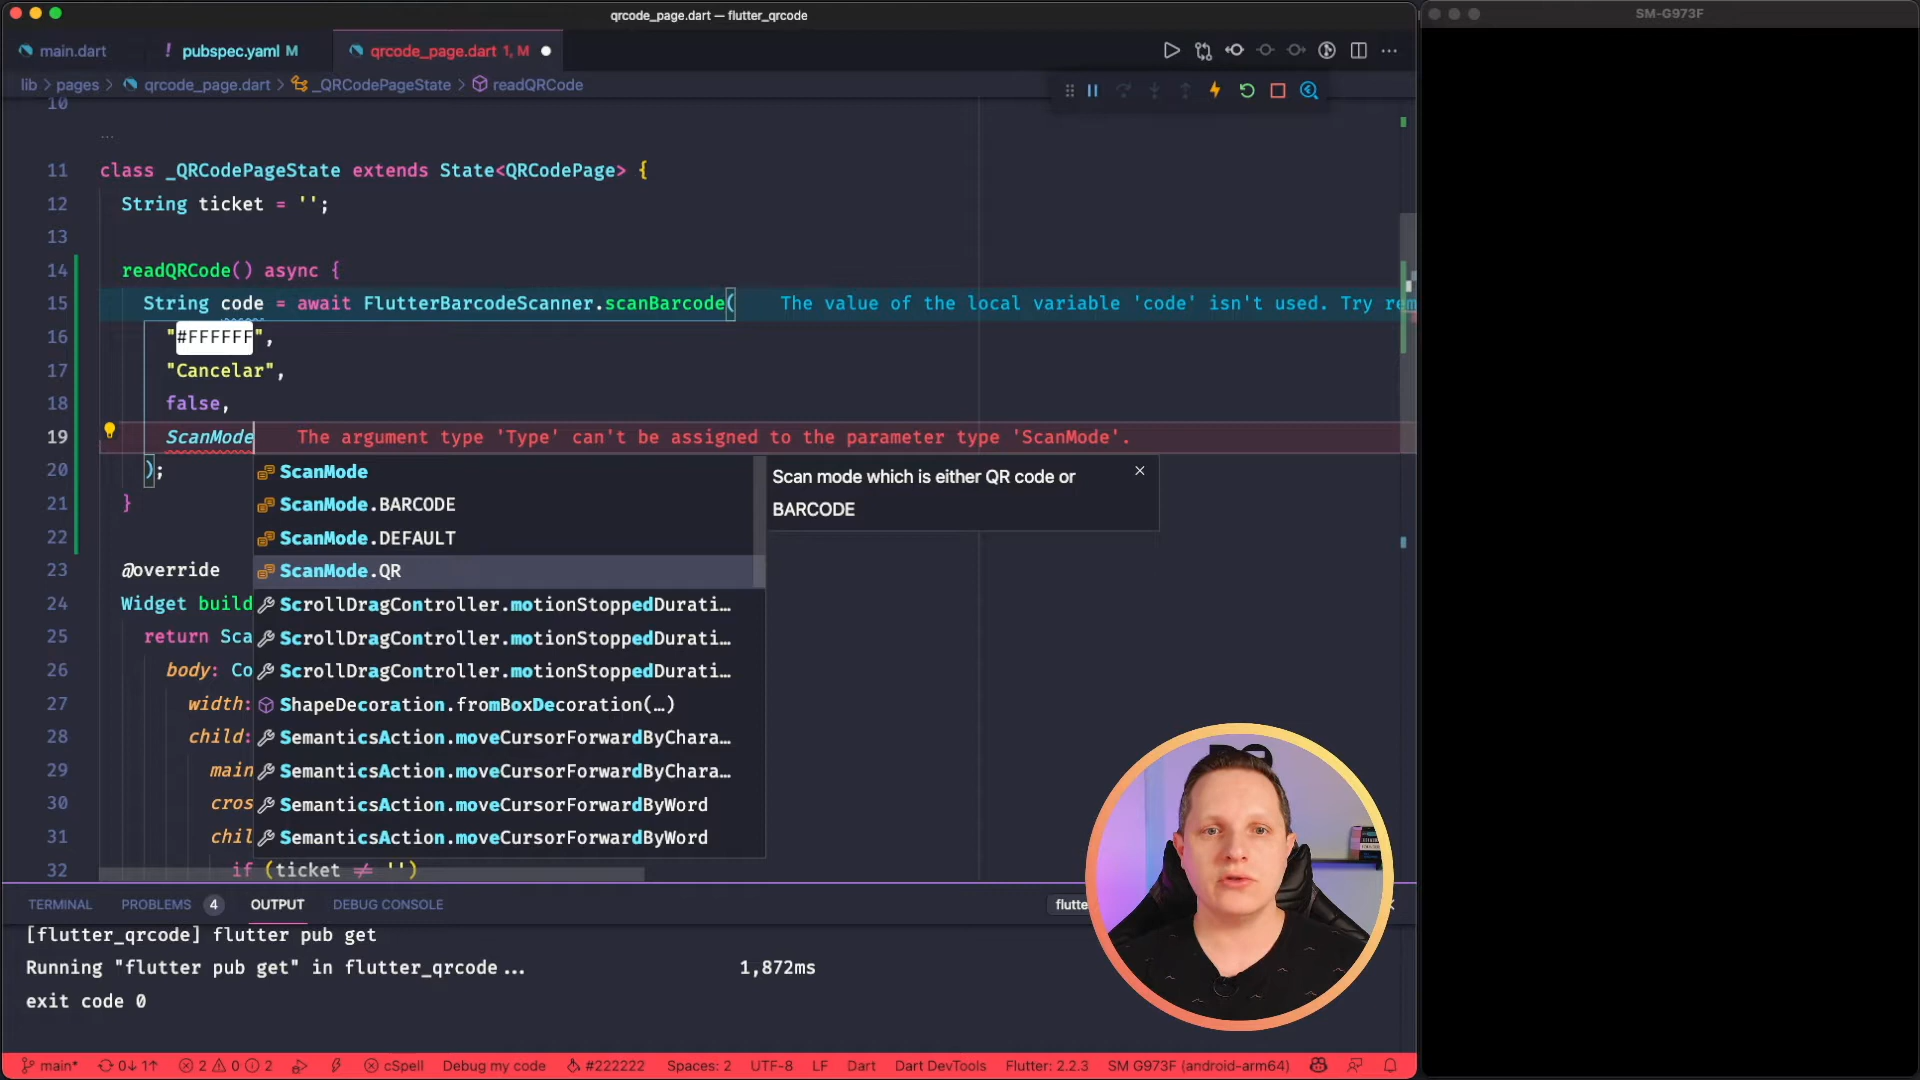 qrcode_page.dart — flutter_qrcode
SM-G973F
main.dart
! pubspec.yaml M
qrcode_page.dart 1, M
lib > pages > qrcode_page.dart > _QRCodePageState > readQRCode
10
...
11 class _QRCodePageState extends State<QRCodePage> {
12 String ticket = '';
13
14 readQRCode() async {
15 String code = await FlutterBarcodeScanner.scanBarcode( The value of the local variable 'code' isn't used. Try rem
16 "#FFFFFF",
17 "Cancelar",
18 false,
19 ScanMode The argument type 'Type' can't be assigned to the parameter type 'ScanMode'.
20 );
21 }
22
23 @override
24 Widget build
25 return Sca
26 body: Co
27 width:
28 child:
29 main
30 cros
31 chil
32 if (ticket ≠ '')
ScanMode
ScanMode.BARCODE
ScanMode.DEFAULT
ScanMode.QR
ScrollDragController.motionStoppedDurati…
ScrollDragController.motionStoppedDurati…
ScrollDragController.motionStoppedDurati…
ShapeDecoration.fromBoxDecoration(…)
SemanticsAction.moveCursorForwardByChara…
SemanticsAction.moveCursorForwardByChara…
SemanticsAction.moveCursorForwardByWord
SemanticsAction.moveCursorForwardByWord
Scan mode which is either QR code or
BARCODE
TERMINAL PROBLEMS 4 OUTPUT DEBUG CONSOLE
flutte
[flutter_qrcode] flutter pub get
Running "flutter pub get" in flutter_qrcode... 1,872ms
exit code 0
main* 0↓ 1↑ 2 0 2 cSpell Debug my code #222222 Spaces: 2 UTF-8 LF Dart Dart DevTools Flutter: 2.2.3 SM G973F (android-arm64)